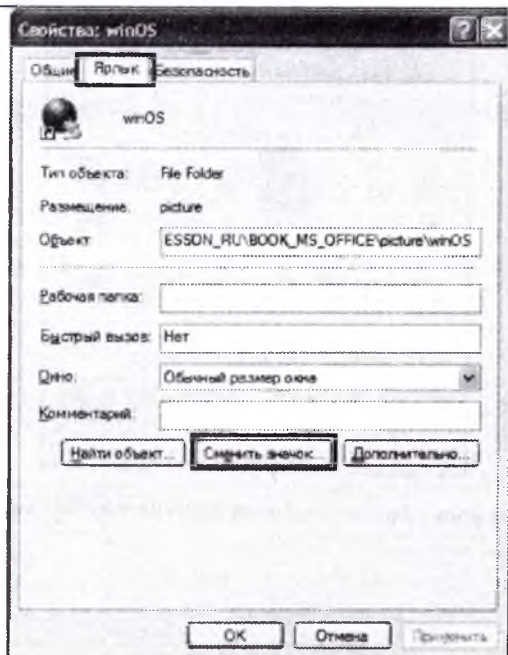 Свойства: winOS
Общие Ярлык Безопасность
winOS
Тип объекта: File Folder
Размещение: picture
Объект: ESSON_RU\BOOK_MS_OFFICE\picture\winOS
Рабочая папка:
Быстрый вызов: Нет
Окно: Обычный размер окна
Комментарий:
Найти объект... Сменить значок... Дополнительно...
OK Отмена Применить